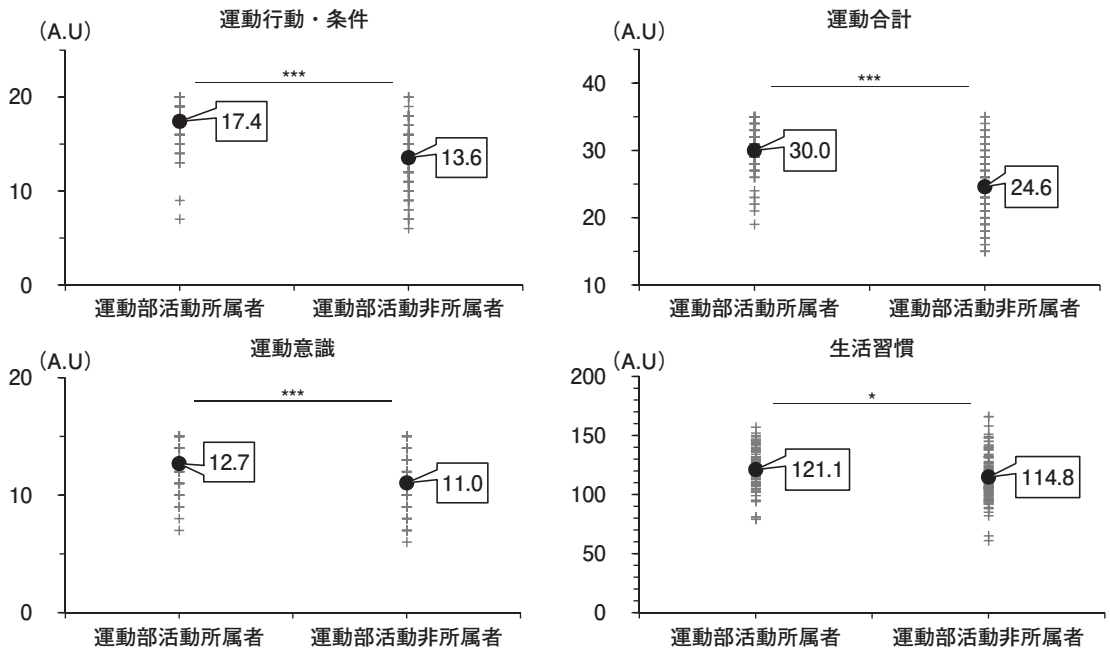 運動行動・条件
(A.U)
20
10
0
***
17.4
13.6
運動部活動所属者
運動部活動非所属者
運動合計
(A.U)
40
30
20
10
***
30.0
24.6
運動部活動所属者
運動部活動非所属者
運動意識
(A.U)
20
10
0
***
12.7
11.0
運動部活動所属者
運動部活動非所属者
生活習慣
(A.U)
200
150
100
50
0
*
121.1
114.8
運動部活動所属者
運動部活動非所属者